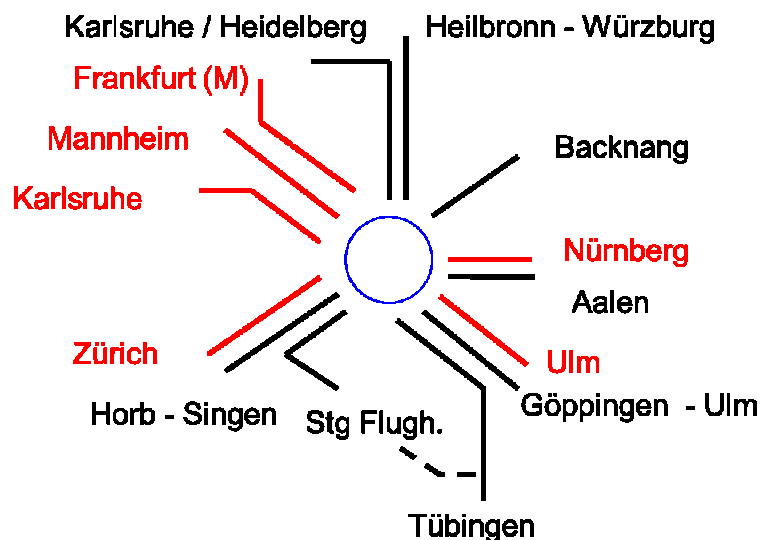 Karlsruhe / Heidelberg
Heilbronn - Würzburg
Frankfurt (M)
Mannheim
Backnang
Karlsruhe
Nürnberg
Aalen
Zürich
Ulm
Horb - Singen
Göppingen - Ulm
Stg Flugh.
Tübingen